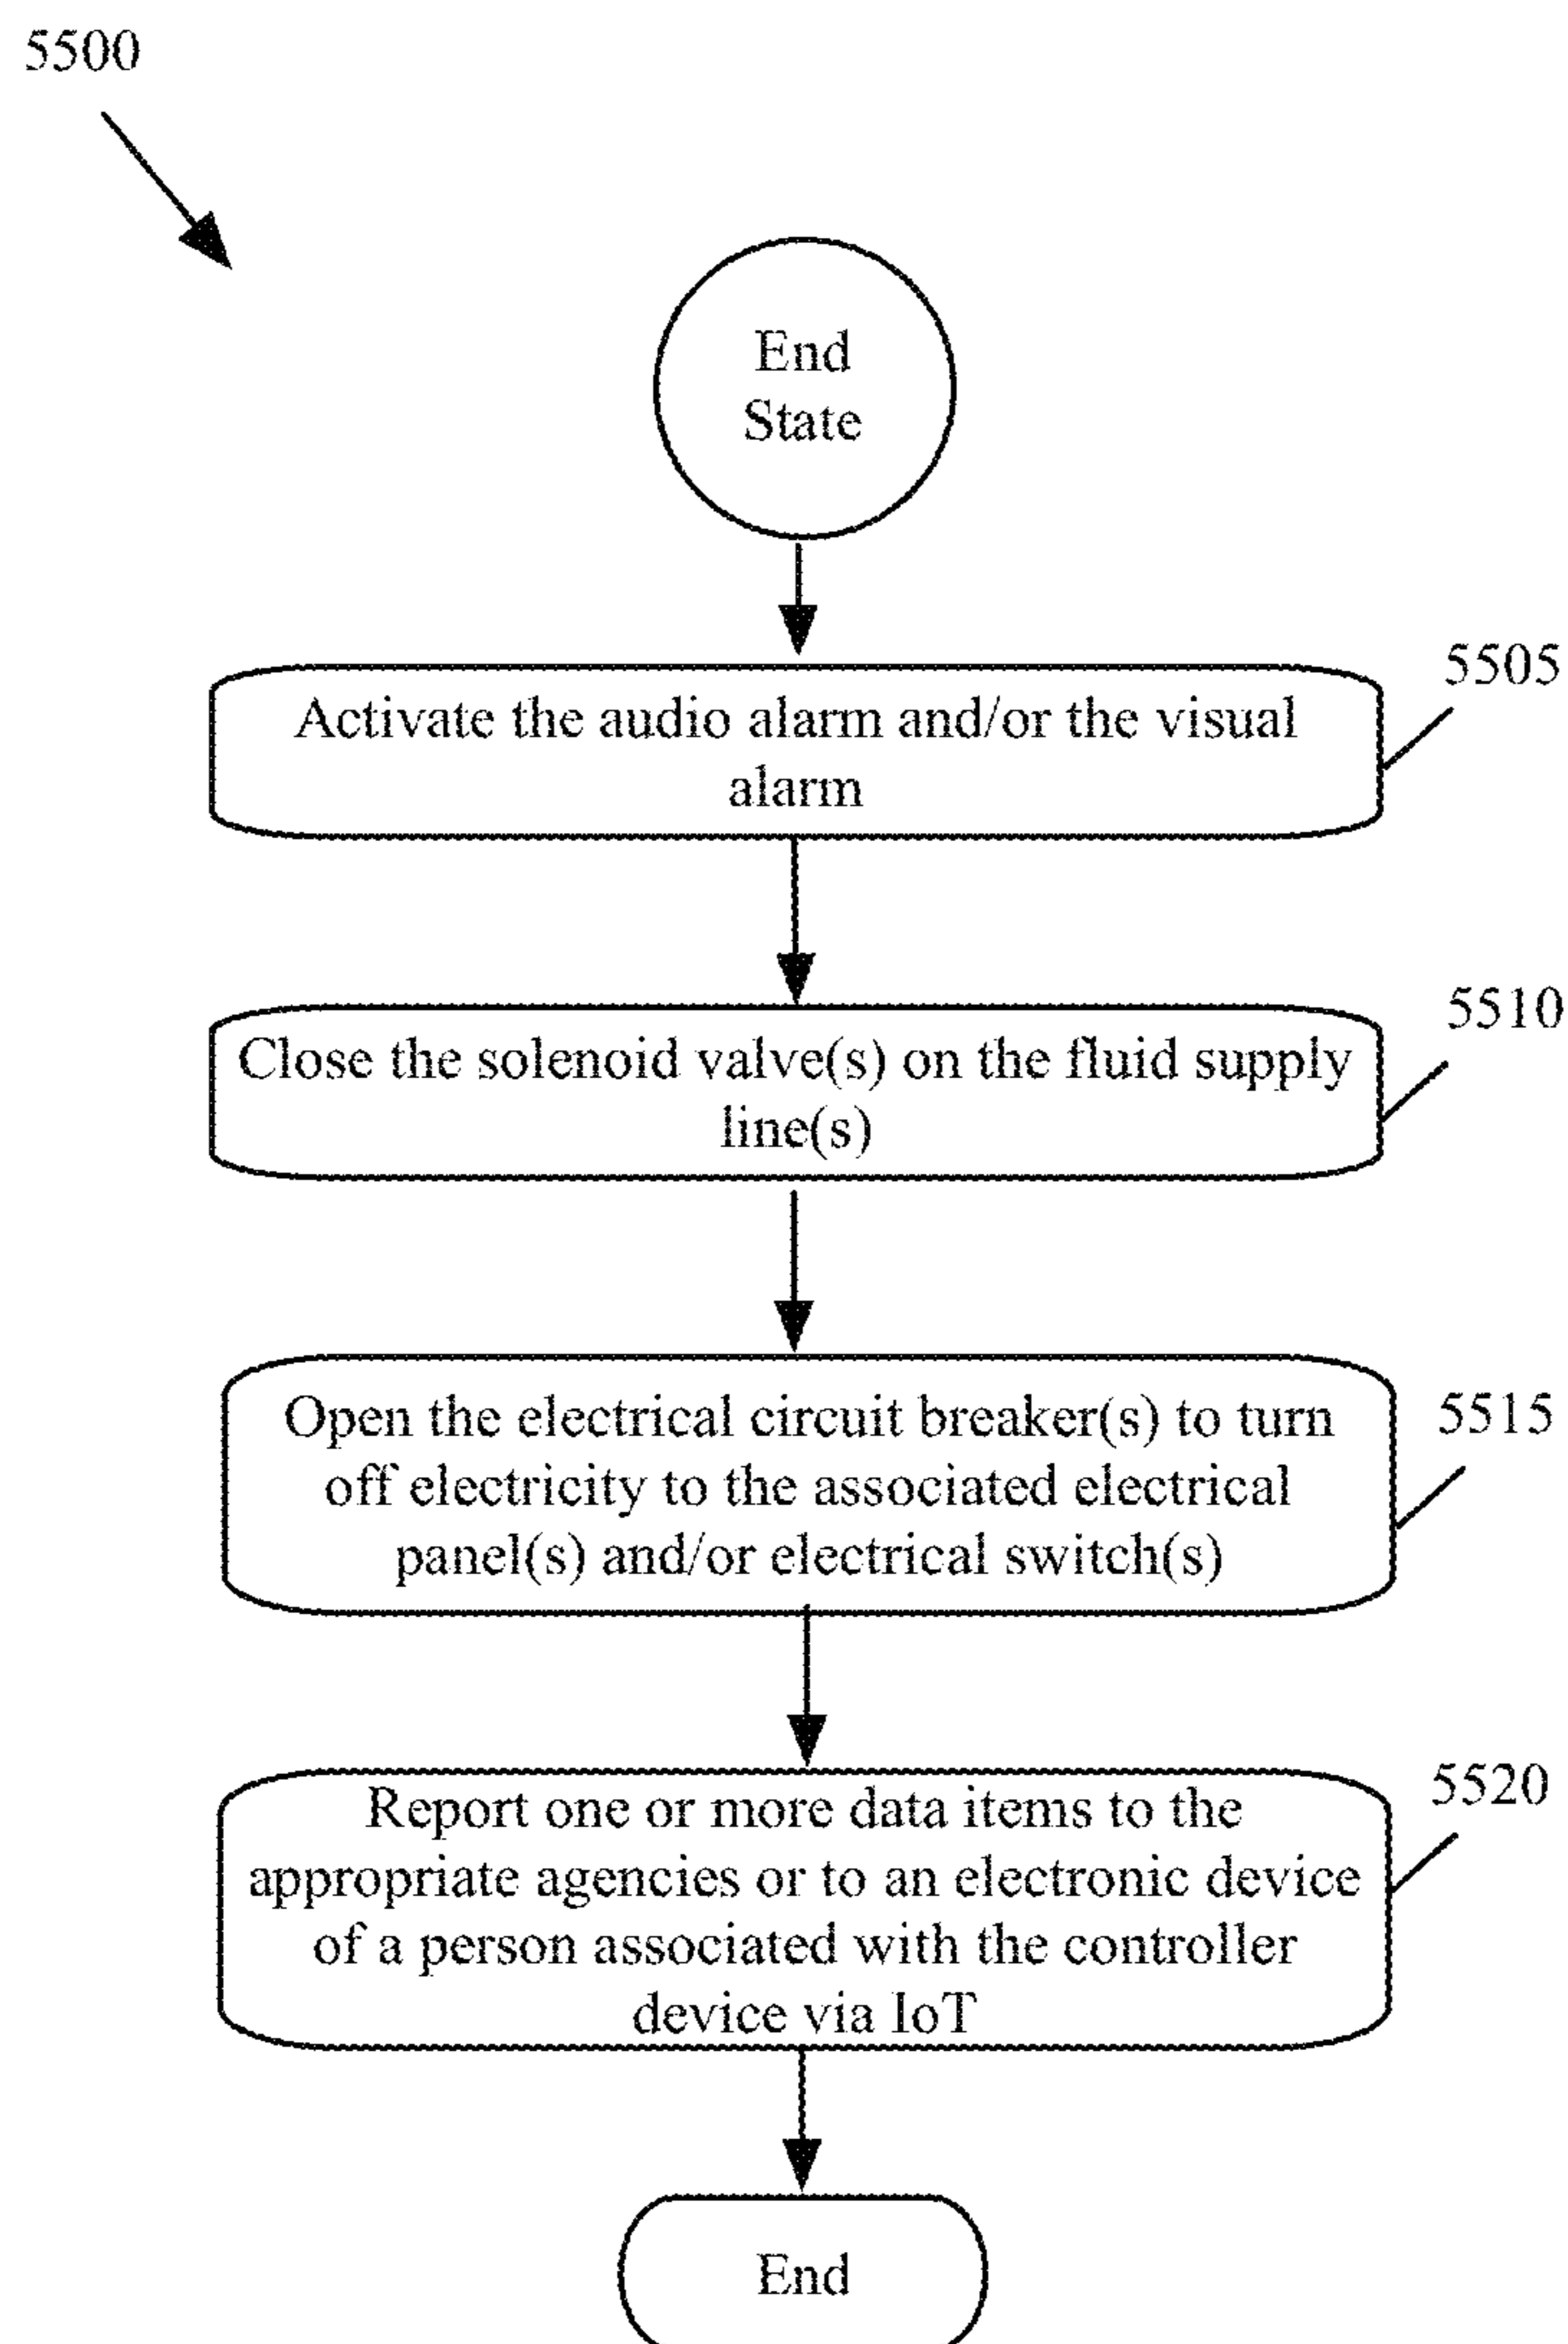 5500
End
State
5505
Activate the audio alarm and/or the visual
alarm
5510
Close the solenoid valve(s) on the fluid supply
line(s)
5515
Open the electrical circuit breaker(s) to turn
off electricity to the associated electrical
panel(s) and/or electrical switch(s)
5520
Report one or more data items to the
appropriate agencies or to an electronic device
of a person associated with the controller
device via IoT
End